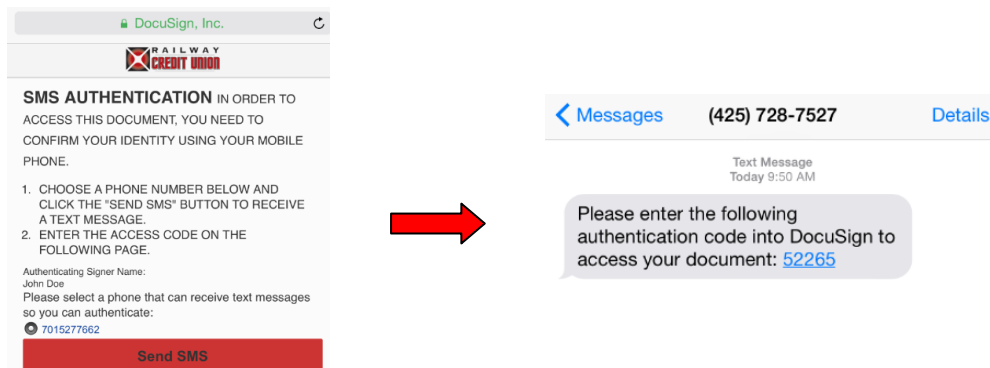 DocuSign, Inc.
RAILWAY
CREDIT UNION
SMS AUTHENTICATION IN ORDER TO
ACCESS THIS DOCUMENT, YOU NEED TO
CONFIRM YOUR IDENTITY USING YOUR MOBILE
PHONE.
1. CHOOSE A PHONE NUMBER BELOW AND
CLICK THE "SEND SMS" BUTTON TO RECEIVE
A TEXT MESSAGE.
2. ENTER THE ACCESS CODE ON THE
FOLLOWING PAGE.
Authenticating Signer Name:
John Doe
Please select a phone that can receive text messages
so you can authenticate:
7015277662
Send SMS
Messages (425) 728-7527 Details
Text Message
Today 9:50 AM
Please enter the following
authentication code into DocuSign to
access your document: 52265